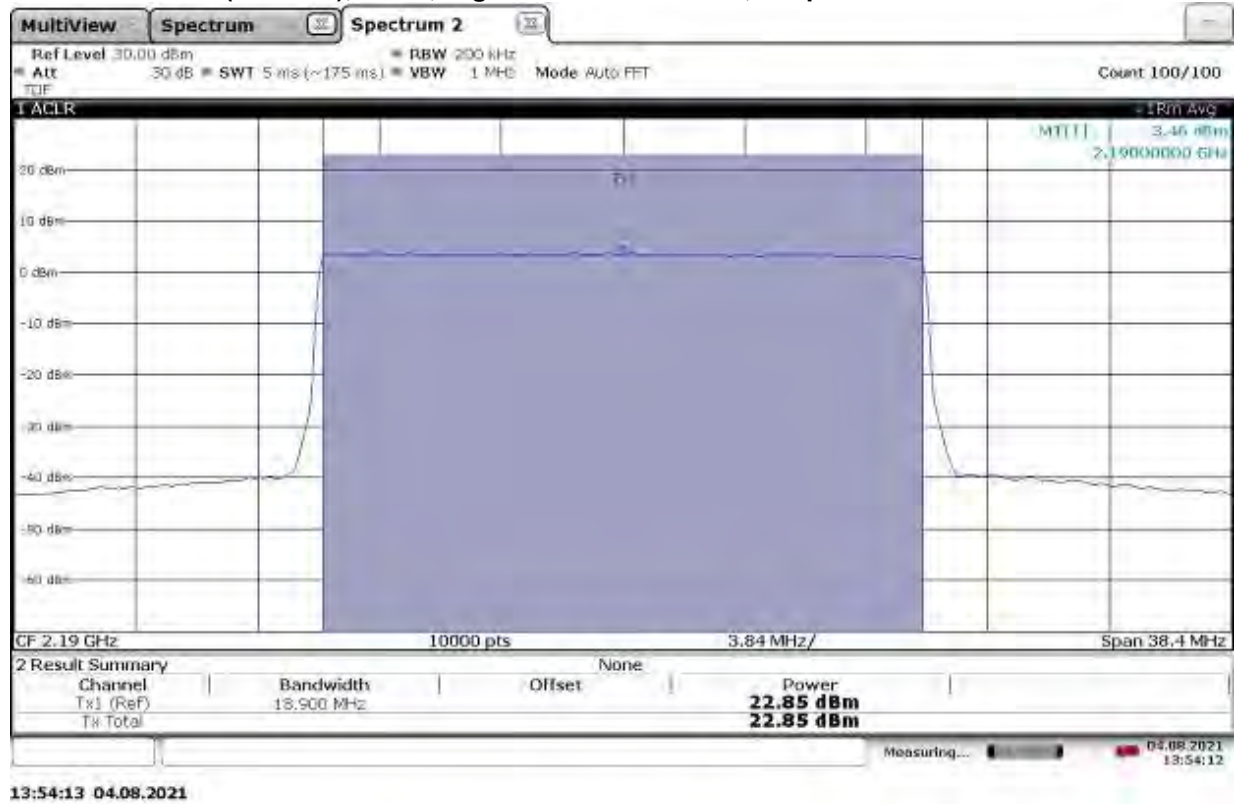 MultiView Spectrum Spectrum 2
Ref Level 30.00 dBm RBW 200 kHz
Att 30 dB SWT 5 ms (~175 ms) VBW 1 MHz Mode Auto FFT Count 100/100
TDF
1 ACLR 1Rm Avg
M1[1] 3.46 dBm
2.19000000 GHz
20 dBm
10 dBm
0 dBm
-10 dBm
-20 dBm
-30 dBm
-40 dBm
-50 dBm
-60 dBm
CF 2.19 GHz 10000 pts 3.84 MHz/ Span 38.4 MHz
2 Result Summary None
Channel Bandwidth Offset Power
Tx1 (Ref) 18.900 MHz 22.85 dBm
Tx Total 22.85 dBm
Measuring... 04.08.2021
13:54:12
13:54:13 04.08.2021